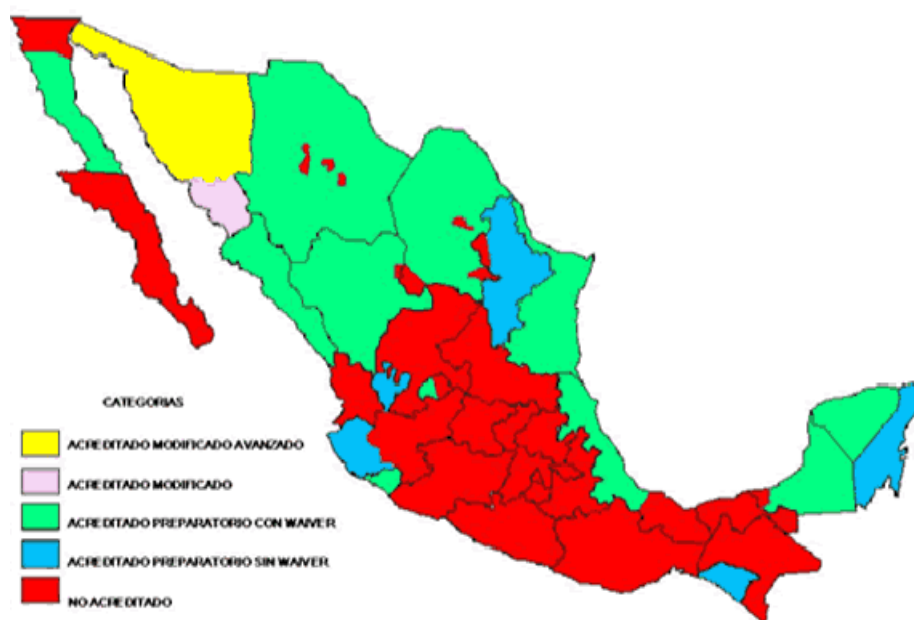 CATEGORIAS
ACREDITADO MODIFICADO AVANZADO
ACREDITADO MODIFICADO
ACREDITADO PREPARATORIO CON WAIVER
ACREDITADO PREPARATORIO SIN WAIVER
NO ACREDITADO